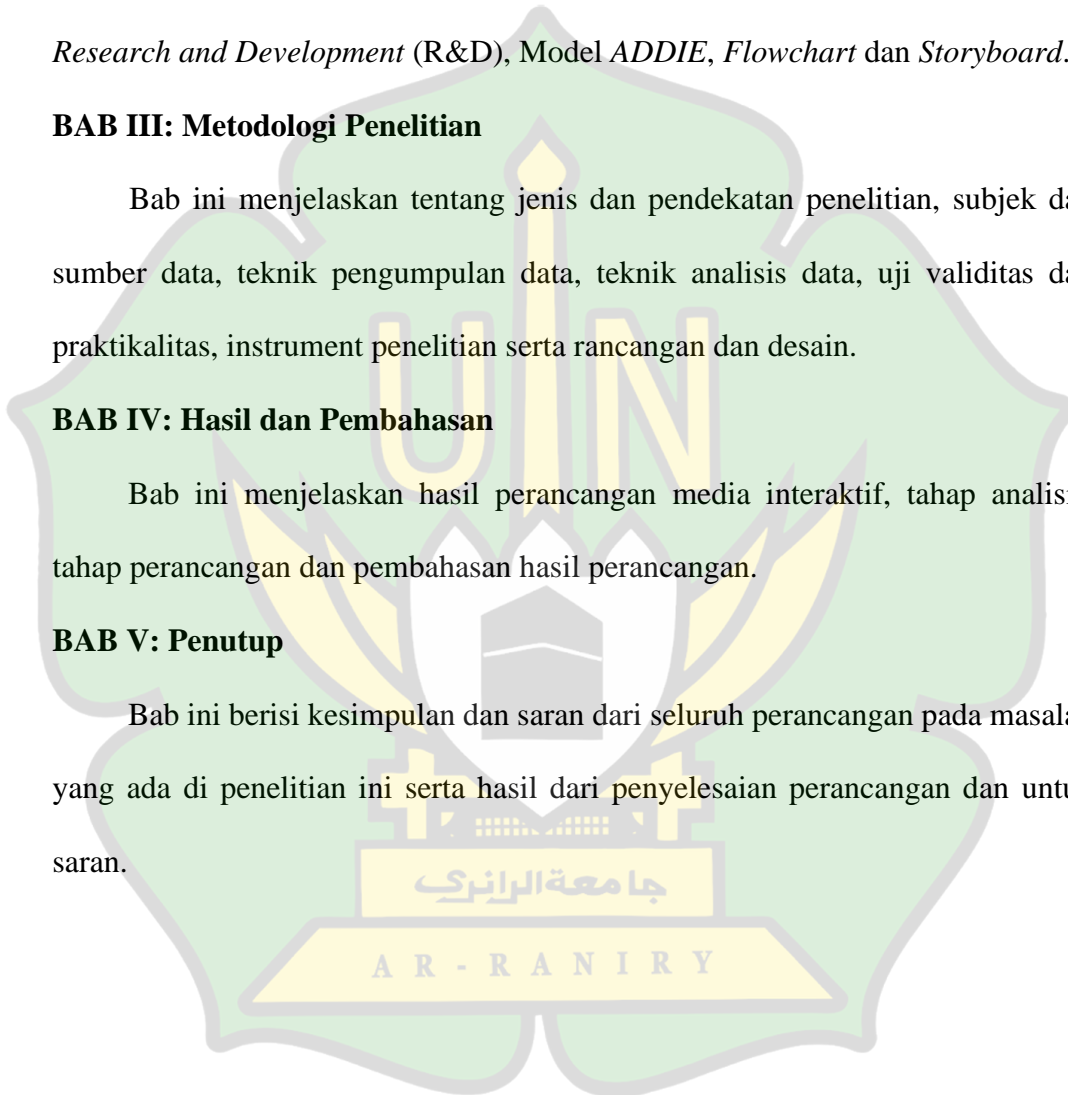 Research and Development (R&D), Model ADDIE, Flowchart dan Storyboard.
BAB III: Metodologi Penelitian
Bab ini menjelaskan tentang jenis dan pendekatan penelitian, subjek da
sumber data, teknik pengumpulan data, teknik analisis data, uji validitas da
praktikalitas, instrument penelitian serta rancangan dan desain.
BAB IV: Hasil dan Pembahasan
Bab ini menjelaskan hasil perancangan media interaktif, tahap analisi
tahap perancangan dan pembahasan hasil perancangan.
BAB V: Penutup
Bab ini berisi kesimpulan dan saran dari seluruh perancangan pada masala
yang ada di penelitian ini serta hasil dari penyelesaian perancangan dan untu
saran.
UIN
جامعة الرانري
AR-RANIRY